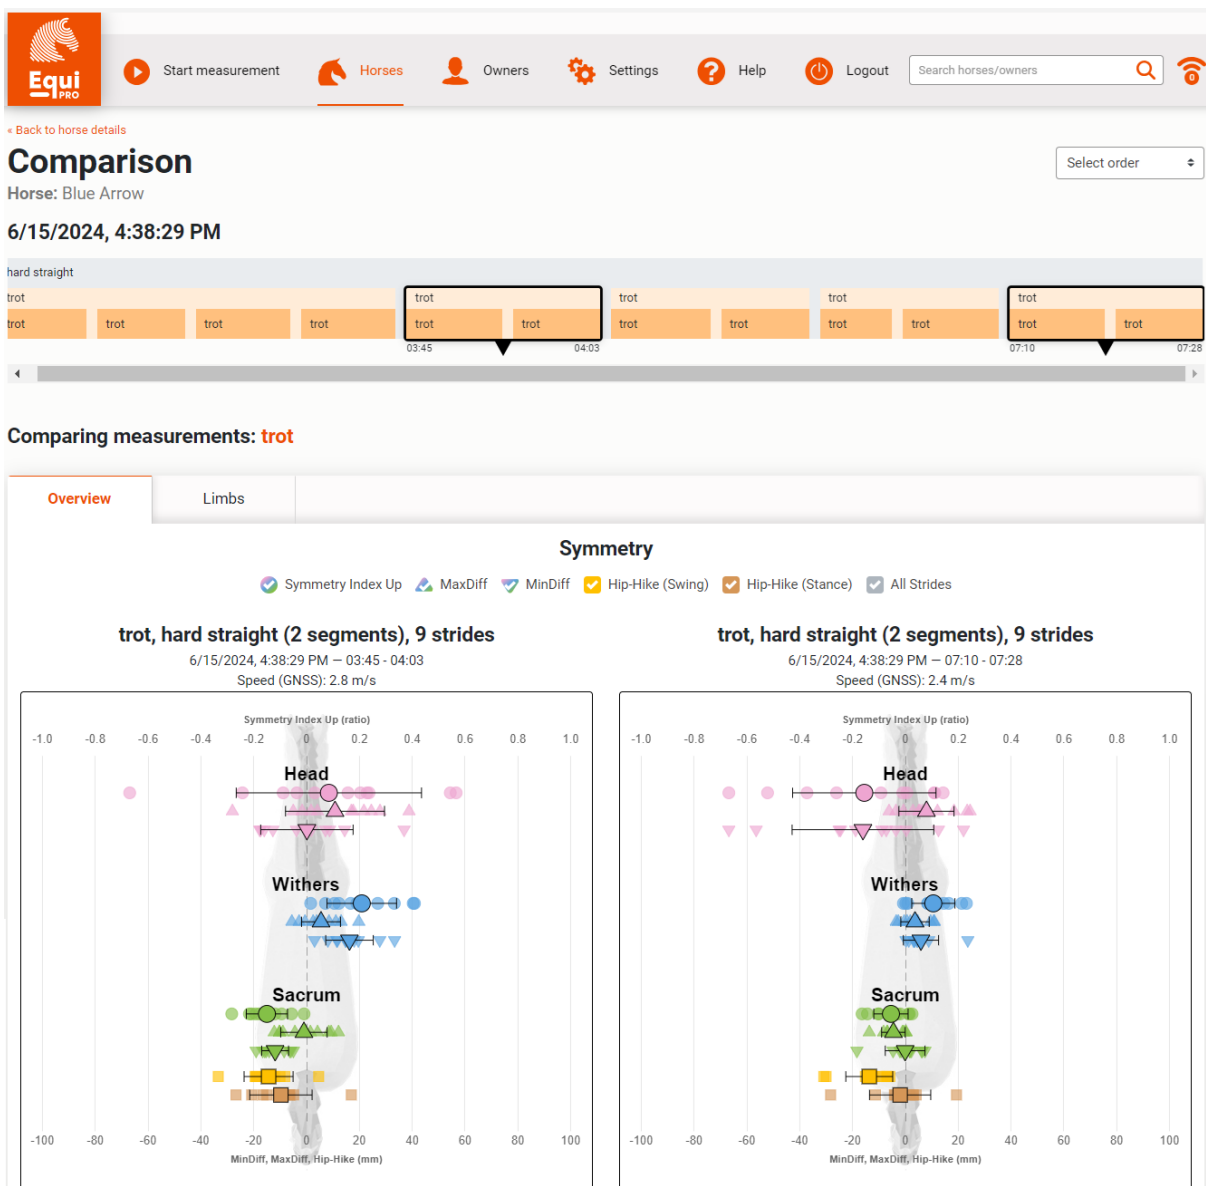 Equi
PRO
Start measurement
Horses
Owners
Settings
Help
Logout
Search horses/owners
0
« Back to horse details
Comparison
Select order
Horse: Blue Arrow
6/15/2024, 4:38:29 PM
hard straight
trot trot trot trot trot
trot trot trot trot trot trot trot trot trot trot trot trot
03:45 04:03 07:10 07:28
Comparing measurements: trot
Overview Limbs
Symmetry
Symmetry Index Up MaxDiff MinDiff Hip-Hike (Swing) Hip-Hike (Stance) All Strides
trot, hard straight (2 segments), 9 strides
6/15/2024, 4:38:29 PM — 03:45 - 04:03
Speed (GNSS): 2.8 m/s
Symmetry Index Up (ratio)
-1.0 -0.8 -0.6 -0.4 -0.2 0 0.2 0.4 0.6 0.8 1.0
Head
Withers
Sacrum
-100 -80 -60 -40 -20 0 20 40 60 80 100
MinDiff, MaxDiff, Hip-Hike (mm)
trot, hard straight (2 segments), 9 strides
6/15/2024, 4:38:29 PM — 07:10 - 07:28
Speed (GNSS): 2.4 m/s
Symmetry Index Up (ratio)
-1.0 -0.8 -0.6 -0.4 -0.2 0 0.2 0.4 0.6 0.8 1.0
Head
Withers
Sacrum
-100 -80 -60 -40 -20 0 20 40 60 80 100
MinDiff, MaxDiff, Hip-Hike (mm)